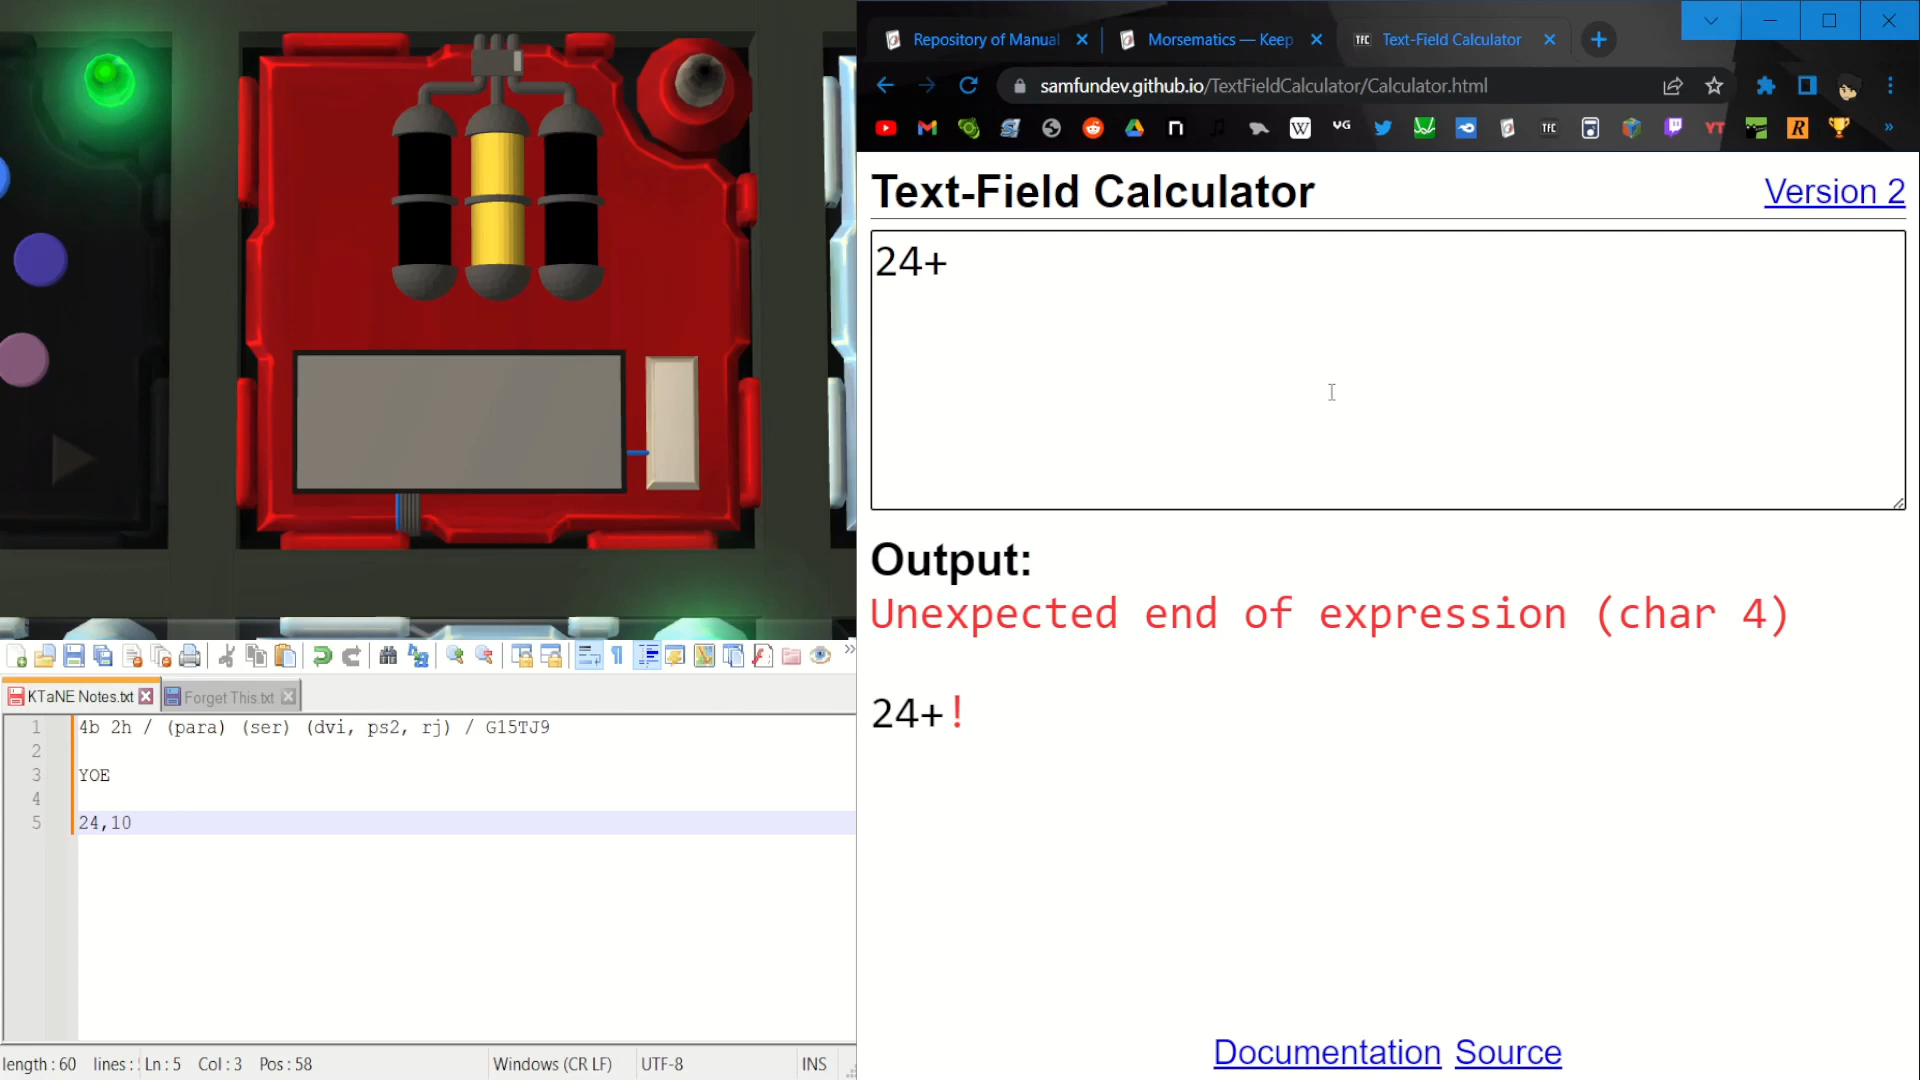 Repository of Manual
Morsematics — Keep
TFC Text-Field Calculator
samfundev.github.io/TextFieldCalculator/Calculator.html
Text-Field Calculator
Version 2
24+
Output:
Unexpected end of expression (char 4)
24+!
Documentation Source
KTaNE Notes.txt
Forget This.txt
1 4b 2h / (para) (ser) (dvi, ps2, rj) / G15TJ9
2
3 YOE
4
5 24,10
length : 60 lines : Ln : 5 Col : 3 Pos : 58 Windows (CR LF) UTF-8 INS